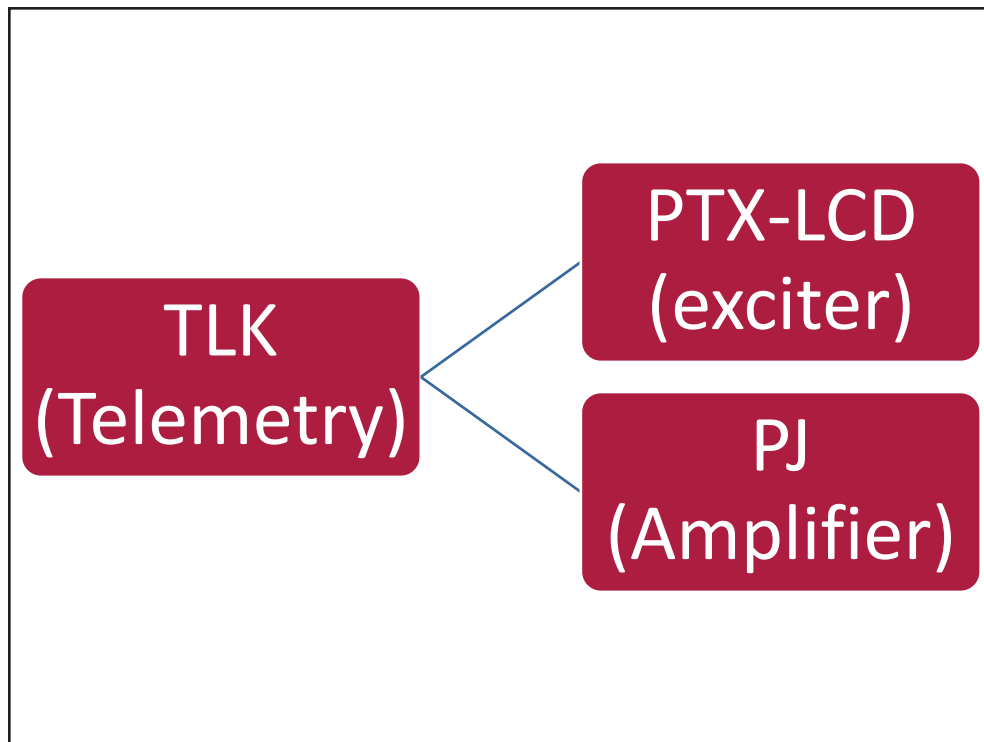 TLK
(Telemetry)
PTX-LCD
(exciter)
PJ
(Amplifier)